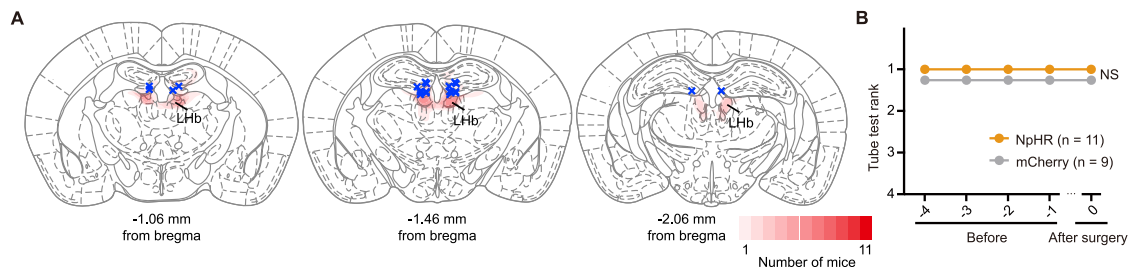 A
LHb
-1.06 mm
from bregma
LHb
-1.46 mm
from bregma
LHb
-2.06 mm
from bregma
1 11
Number of mice
B
Tube test rank
1
2
3
4
NS
NpHR (n = 11)
mCherry (n = 9)
-4 -3 -2 -1 ... 0
Before After surgery